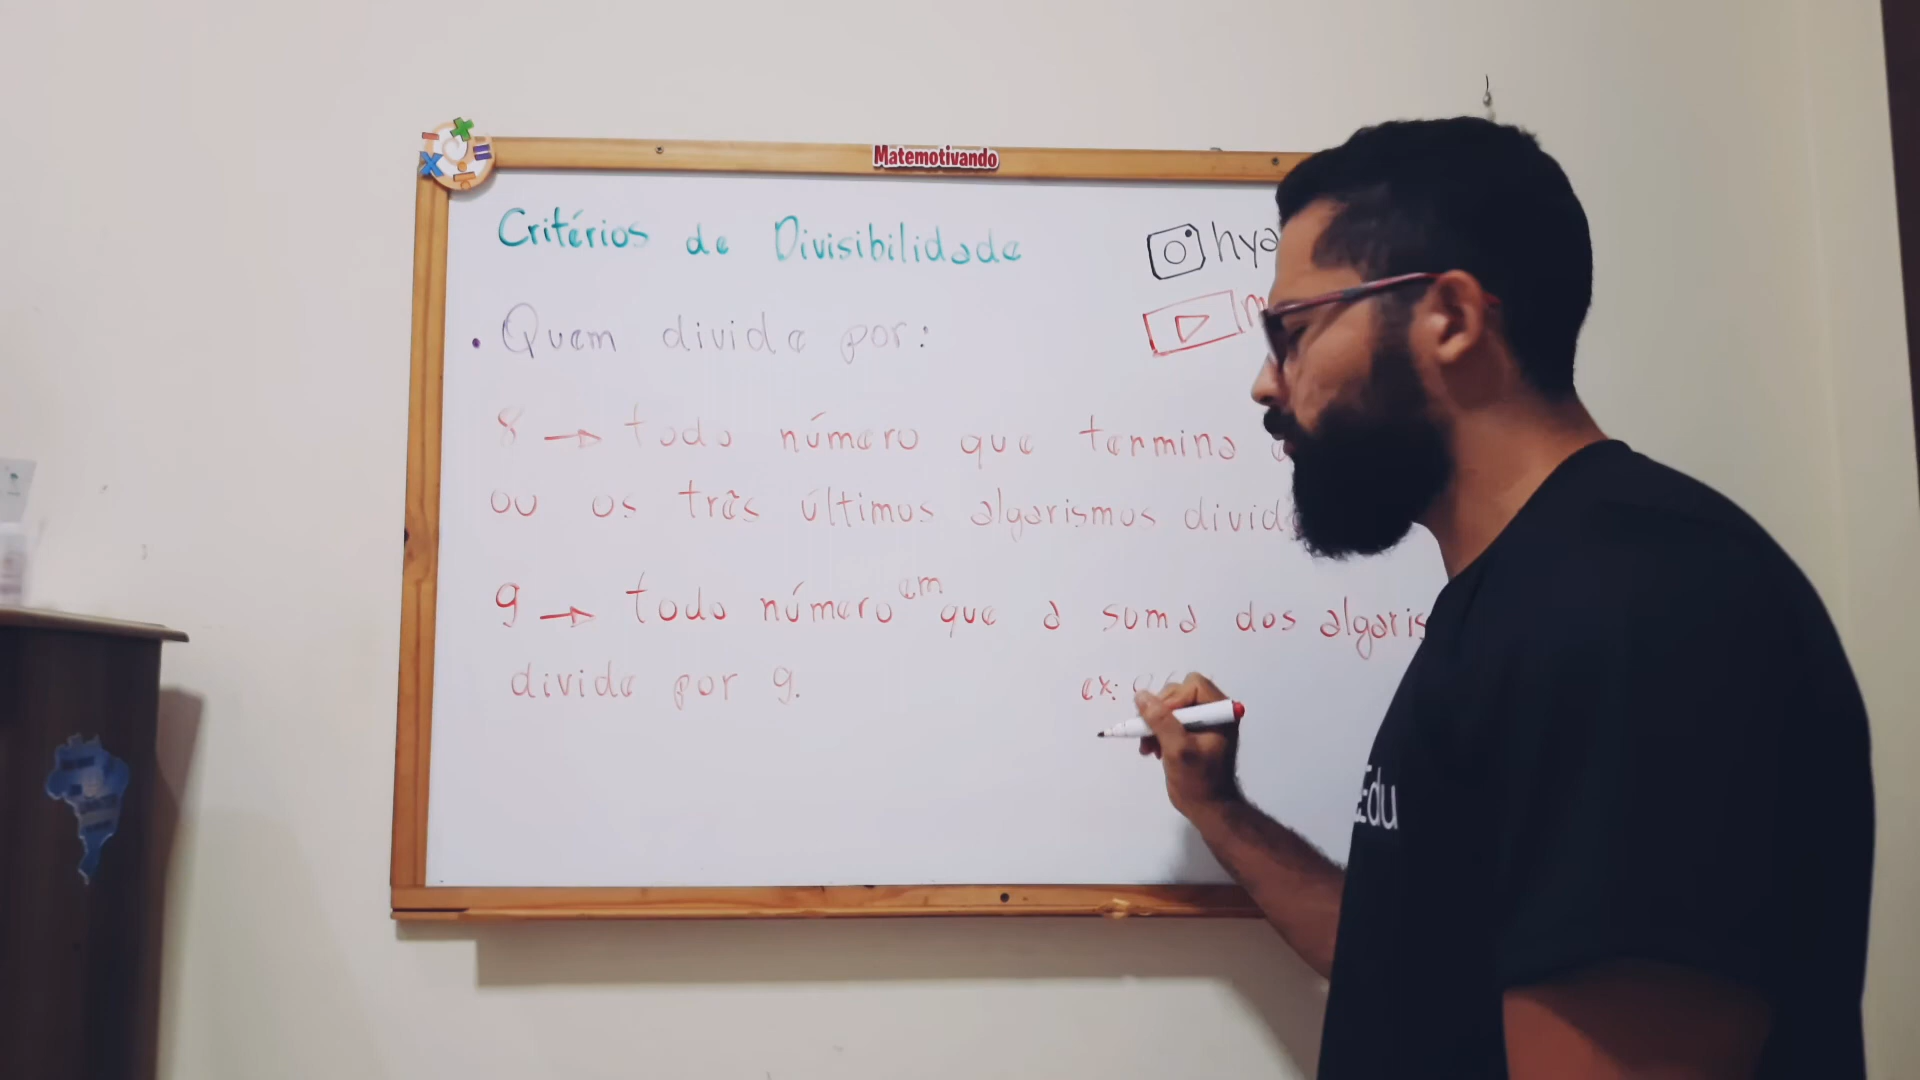 Matemotivando
Critérios de Divisibilidade
hya
• Quem divide por:
8 → todo número que termina
ou os três últimos algarismos divide
9 → todo número em que a soma dos algaris
divide por 9.
ex:
Edu